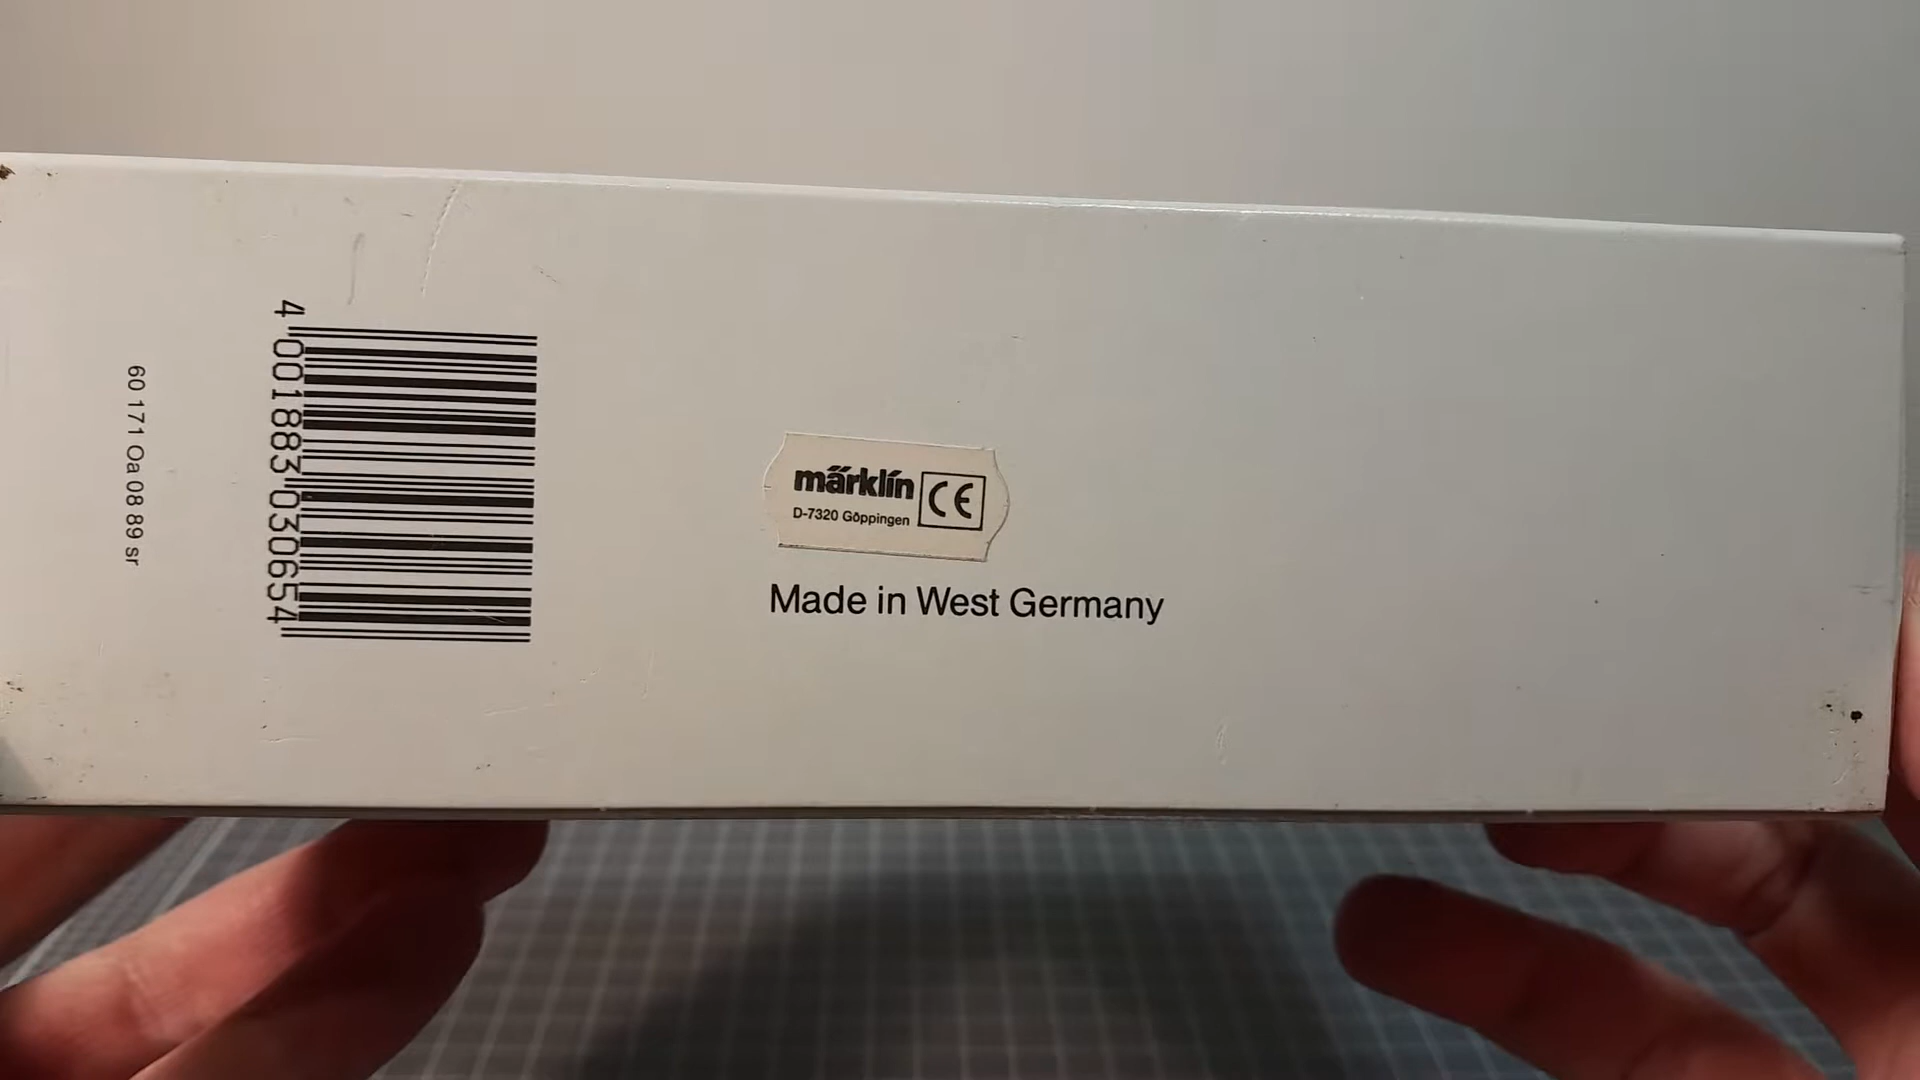 60 171 Oa 08 89 sr
4 001883 030654
märklin CE
D-7320 Göppingen
Made in West Germany